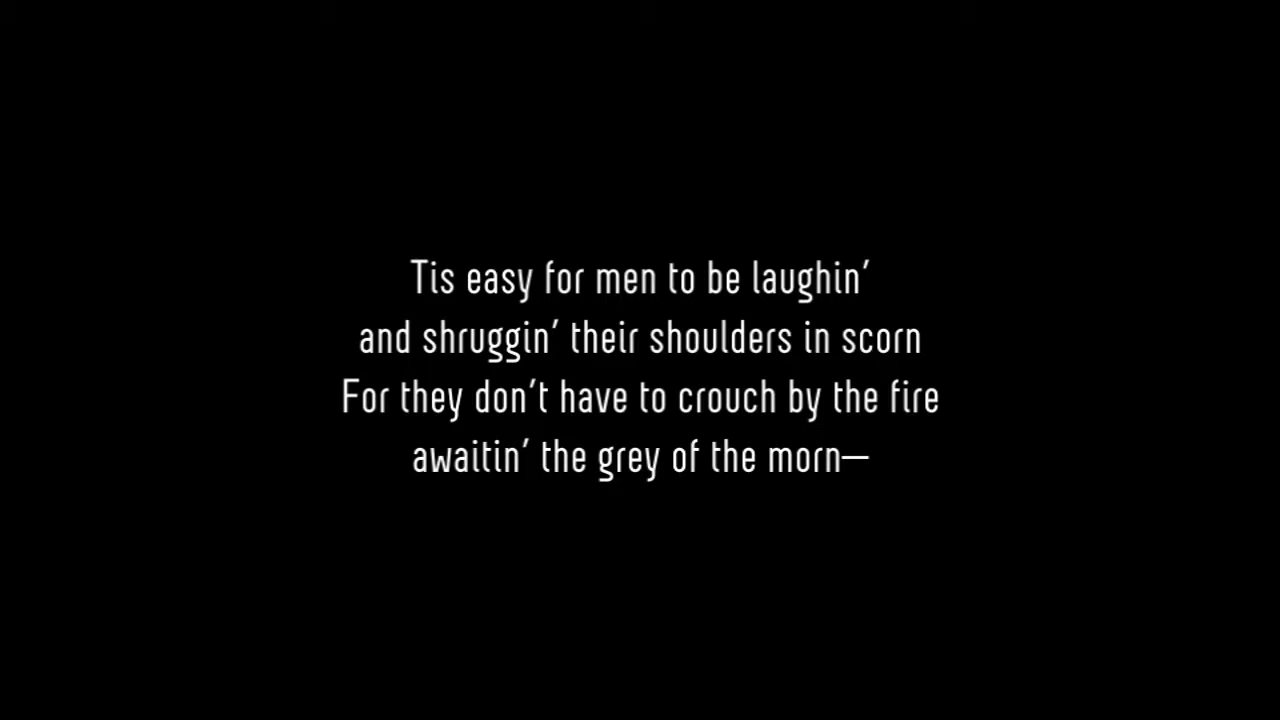 Tis easy for men to be laughin’
and shruggin’ their shoulders in scorn
For they don’t have to crouch by the fire
awaitin’ the grey of the morn—